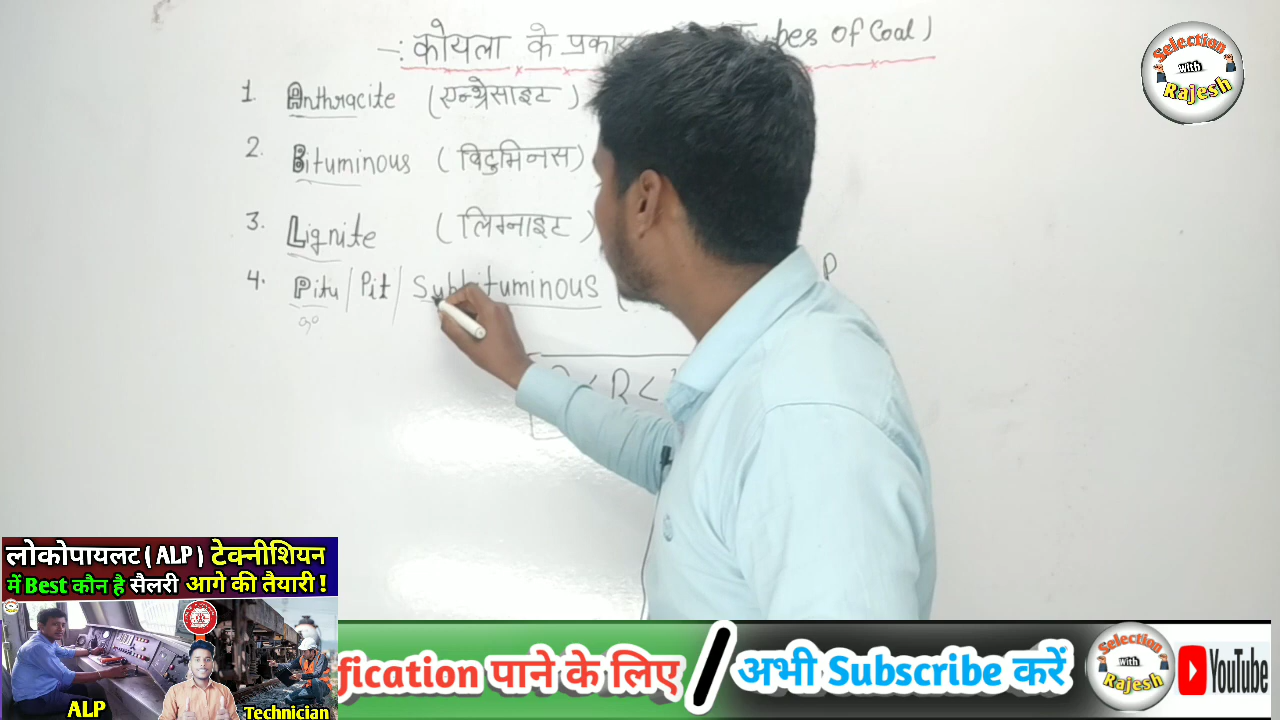 -: कोयला के प्रकार ypes of Coal )
1. Anthracite ( एन्थ्रेसाइट )
2. Bituminous ( विटुमिनस )
3. Lignite ( लिग्नाइट )
4. Pitu / Pit / Subbituminous (
P
Selection
with
Rajesh
लोकोपायलट ( ALP ) टेक्नीशियन
में Best कौन है सैलरी आगे की तैयारी !
ALP
Technician
fication पाने के लिए / अभी Subscribe करें
Selection
with
Rajesh
YouTube